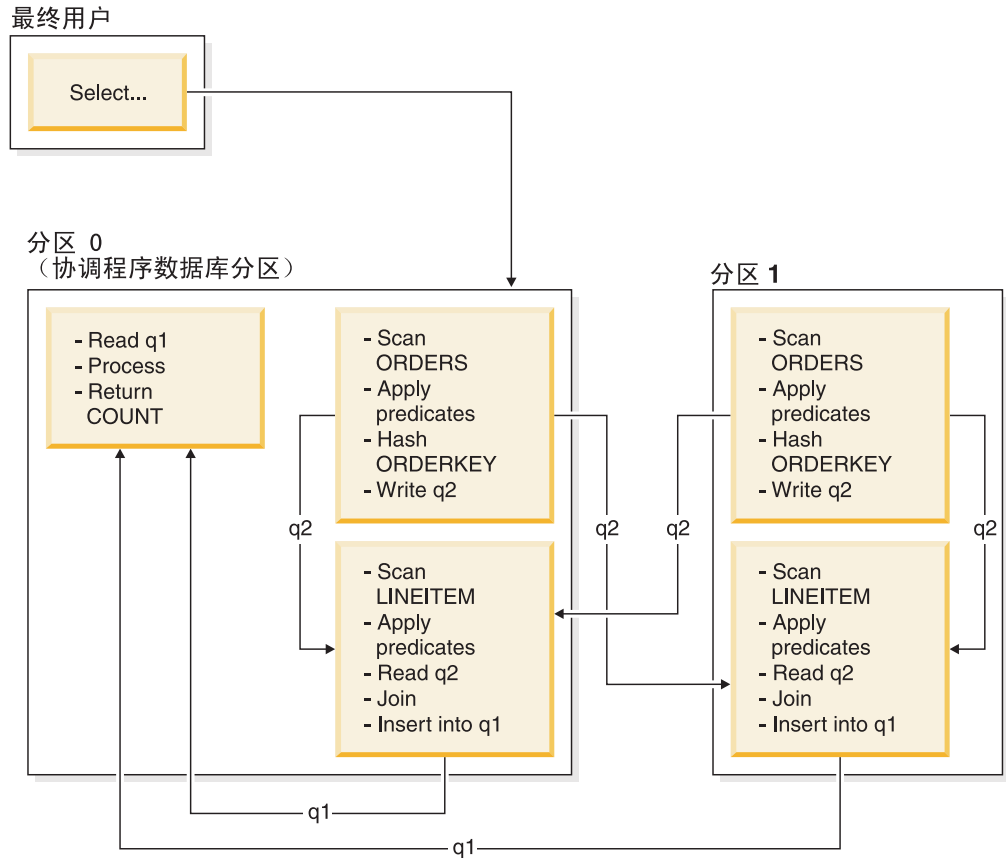 最终用户
Select...
分区 0
（协调程序数据库分区）
- Read q1
- Process
- Return
COUNT
- Scan
ORDERS
- Apply
predicates
- Hash
ORDERKEY
- Write q2
分区 1
- Scan
ORDERS
- Apply
predicates
- Hash
ORDERKEY
- Write q2
q2
q2
q2
q2
- Scan
LINEITEM
- Apply
predicates
- Read q2
- Join
- Insert into q1
- Scan
LINEITEM
- Apply
predicates
- Read q2
- Join
- Insert into q1
q1
q1